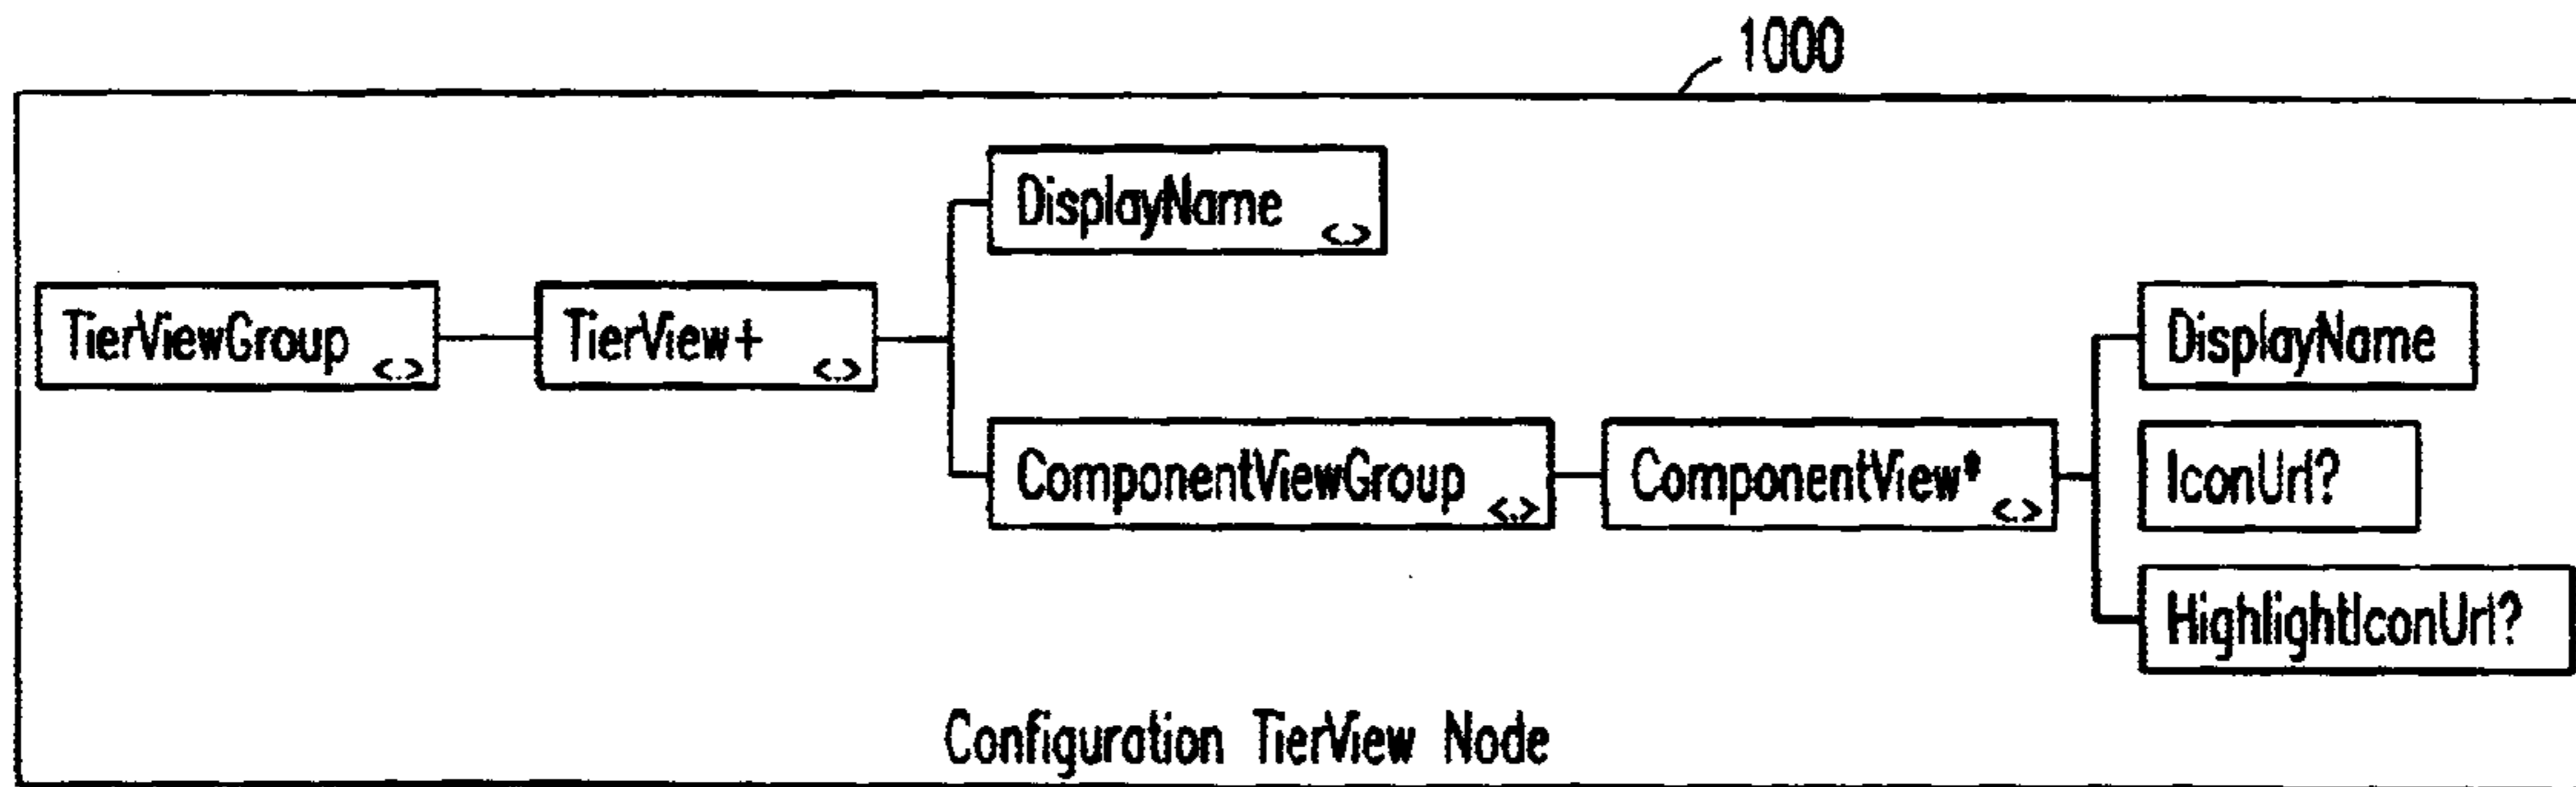 1000
DisplayName
<..>
TierViewGroup
<..>
TierView+
<..>
DisplayName
ComponentViewGroup
<..>
ComponentView*
<..>
IconUrl?
HighlightIconUrl?
Configuration TierView Node